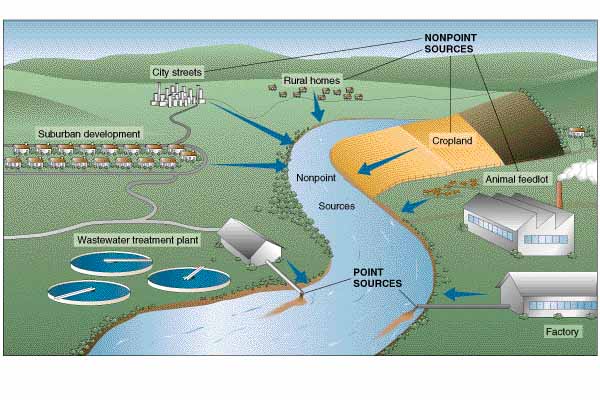 NONPOINT
SOURCES
City streets
Rural homes
Suburban development
Cropland
Nonpoint
Animal feedlot
Sources
Wastewater treatment plant
POINT
SOURCES
Factory